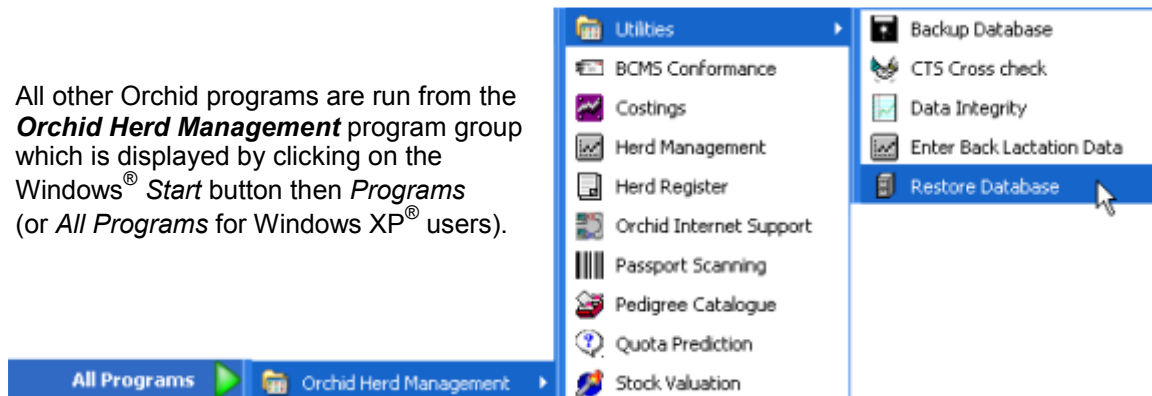 All other Orchid programs are run from the
Orchid Herd Management program group
which is displayed by clicking on the
Windows® Start button then Programs
(or All Programs for Windows XP® users).
All Programs
Orchid Herd Management
Utilities
BCMS Conformance
Costings
Herd Management
Herd Register
Orchid Internet Support
Passport Scanning
Pedigree Catalogue
Quota Prediction
Stock Valuation
Backup Database
CTS Cross check
Data Integrity
Enter Back Lactation Data
Restore Database